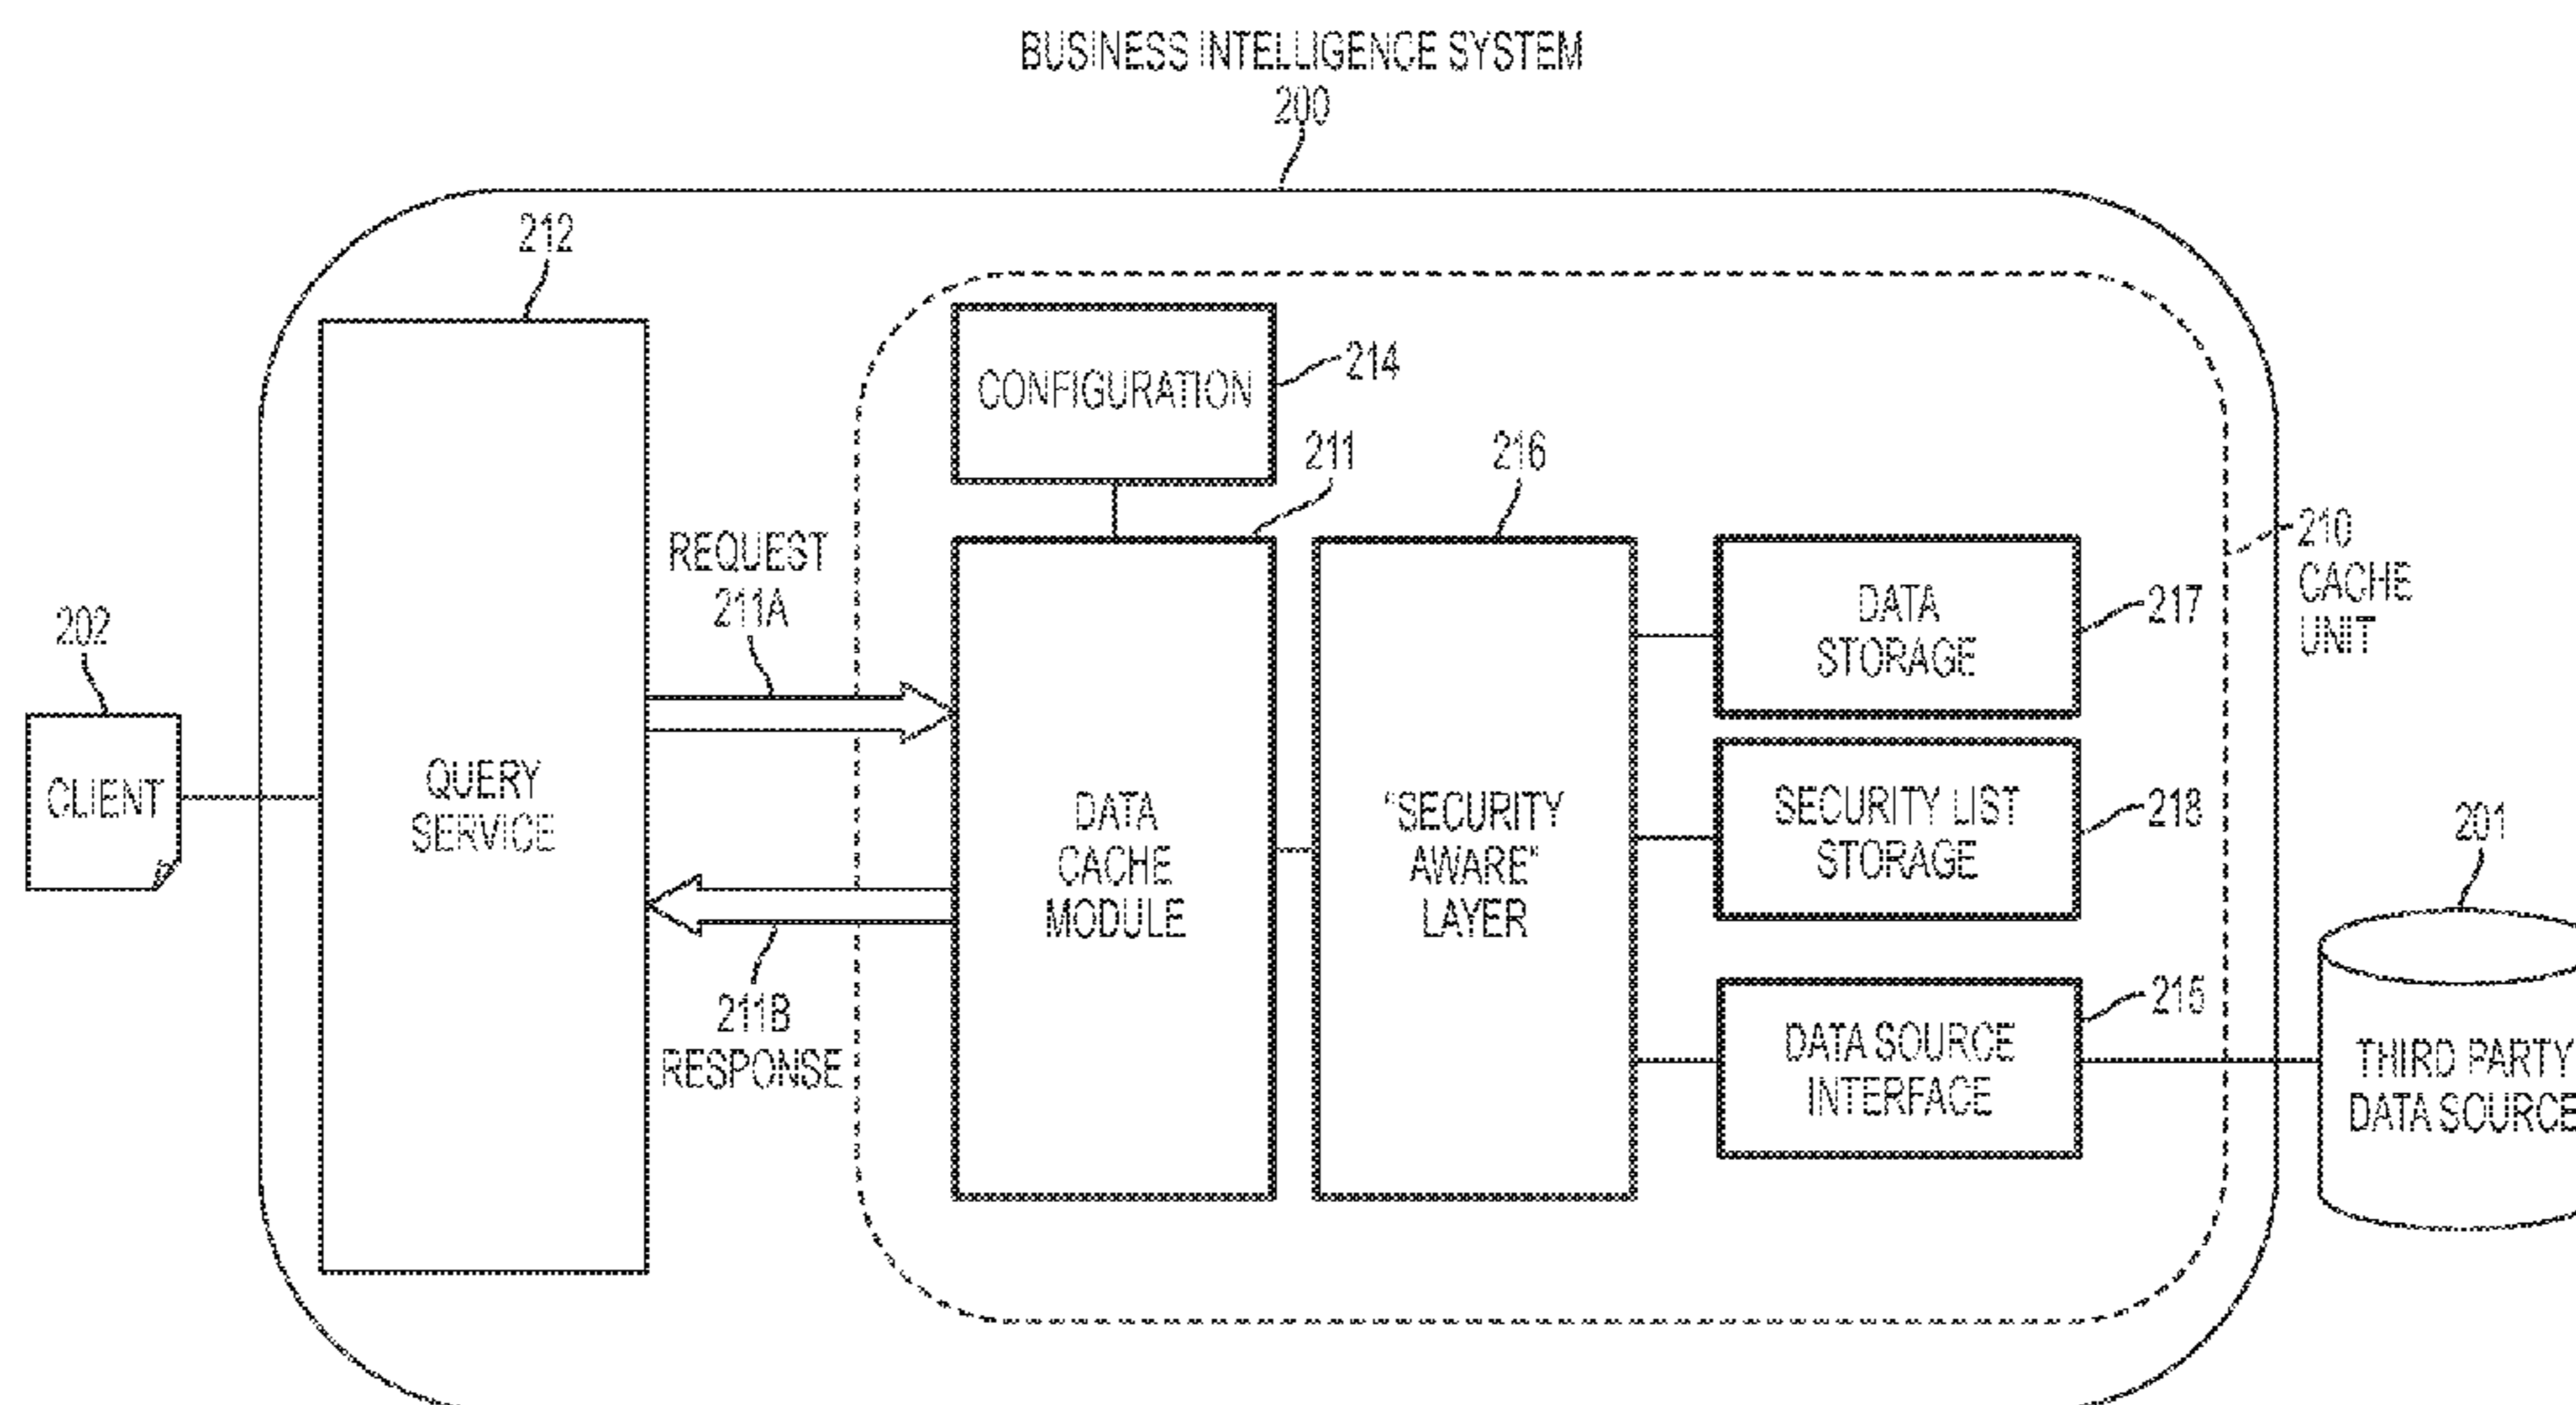 BUSINESS INTELLIGENCE SYSTEM
200
212
CONFIGURATION
214
211
216
REQUEST
211A
210
CACHE
UNIT
DATA
STORAGE
217
202
CLIENT
QUERY
SERVICE
DATA
CACHE
MODULE
"SECURITY
AWARE"
LAYER
SECURITY LIST
STORAGE
218
201
211B
RESPONSE
DATA SOURCE
INTERFACE
215
THIRD PARTY
DATA SOURCE